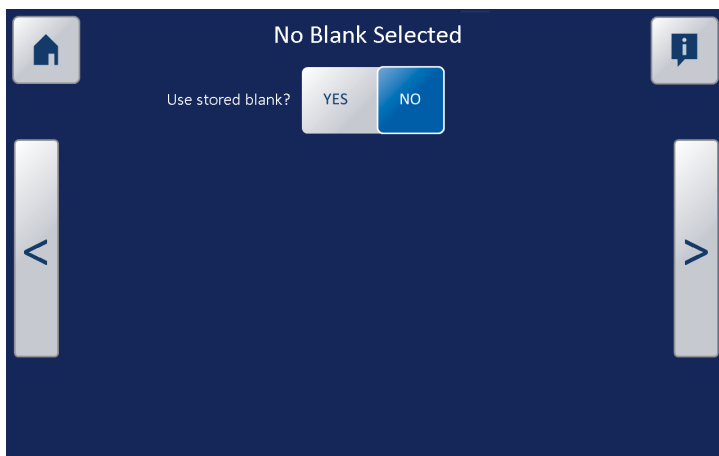 No Blank Selected
Use stored blank? YES NO
< >